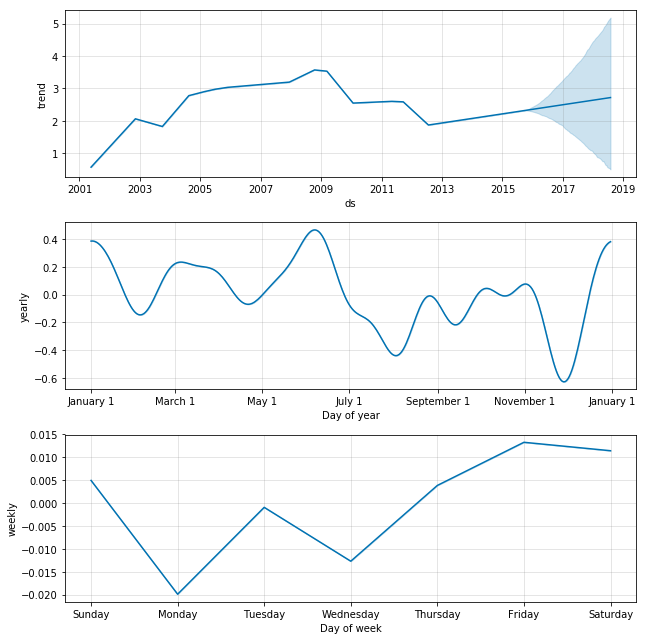 5
4
3
2
1
trend
2001 2003 2005 2007 2009 2011 2013 2015 2017 2019
ds
0.4
0.2
0.0
−0.2
−0.4
−0.6
yearly
January 1 March 1 May 1 July 1 September 1 November 1 January 1
Day of year
0.015
0.010
0.005
0.000
−0.005
−0.010
−0.015
−0.020
weekly
Sunday Monday Tuesday Wednesday Thursday Friday Saturday
Day of week